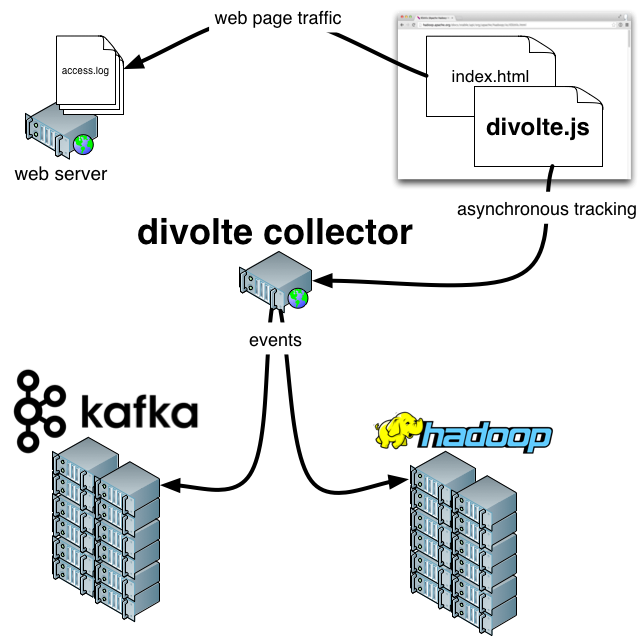 web page traffic
access.log
index.html
divolte.js
web server
asynchronous tracking
divolte collector
events
kafka
hadoop